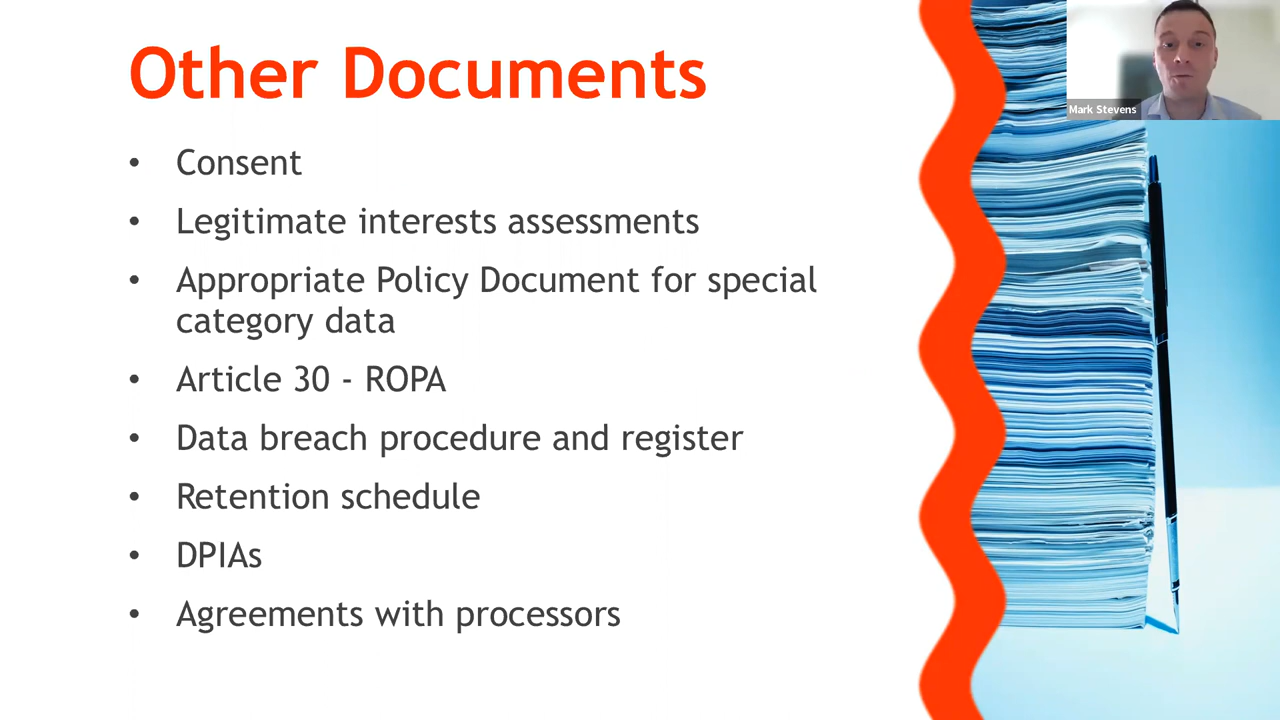 Other Documents
Mark Stevens
• Consent
• Legitimate interests assessments
• Appropriate Policy Document for special
category data
• Article 30 - ROPA
• Data breach procedure and register
• Retention schedule
• DPIAs
• Agreements with processors